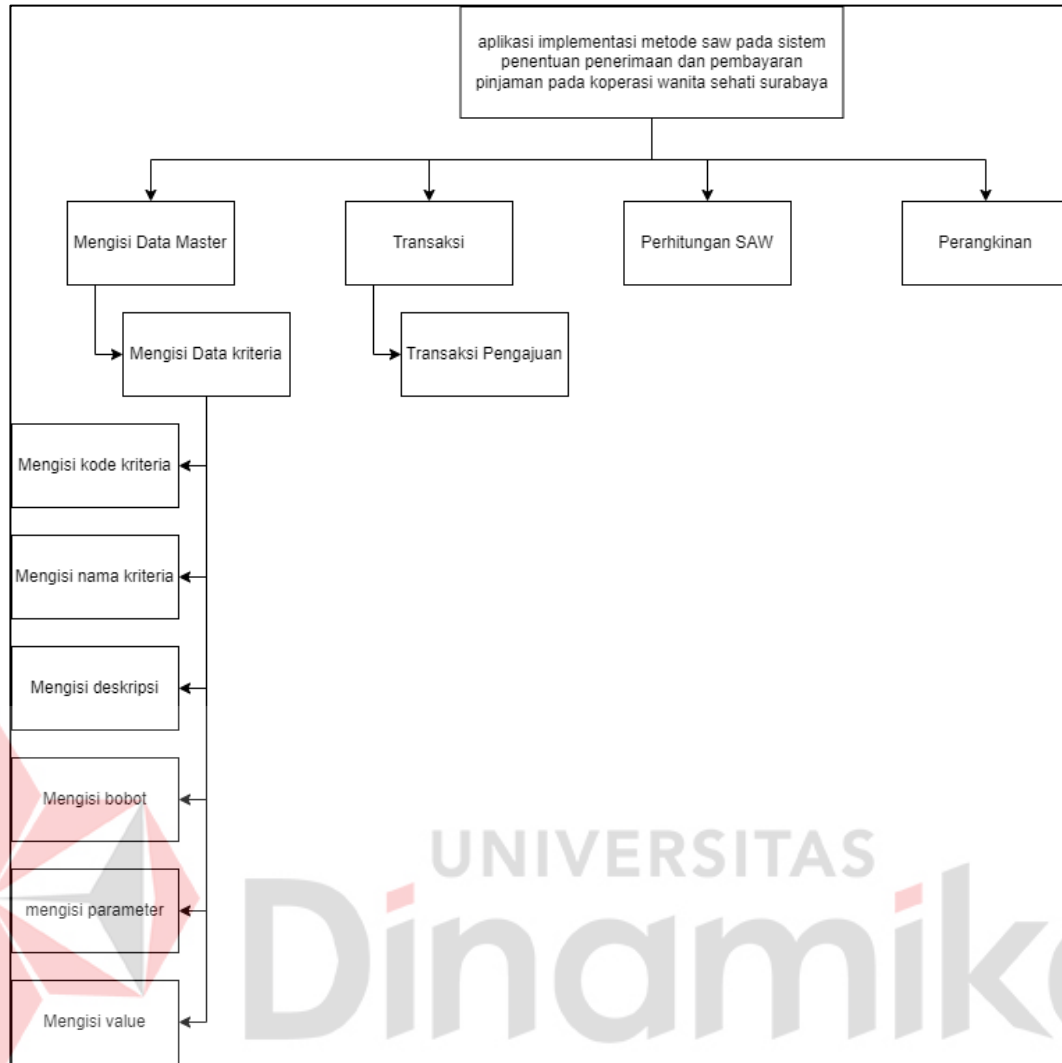 aplikasi implementasi metode saw pada sistem
penentuan penerimaan dan pembayaran
pinjaman pada koperasi wanita sehati surabaya
Mengisi Data Master
Transaksi
Perhitungan SAW
Perangkinan
Mengisi Data kriteria
Transaksi Pengajuan
Mengisi kode kriteria
Mengisi nama kriteria
Mengisi deskripsi
Mengisi bobot
mengisi parameter
Mengisi value
UNIVERSITAS
Dinamika